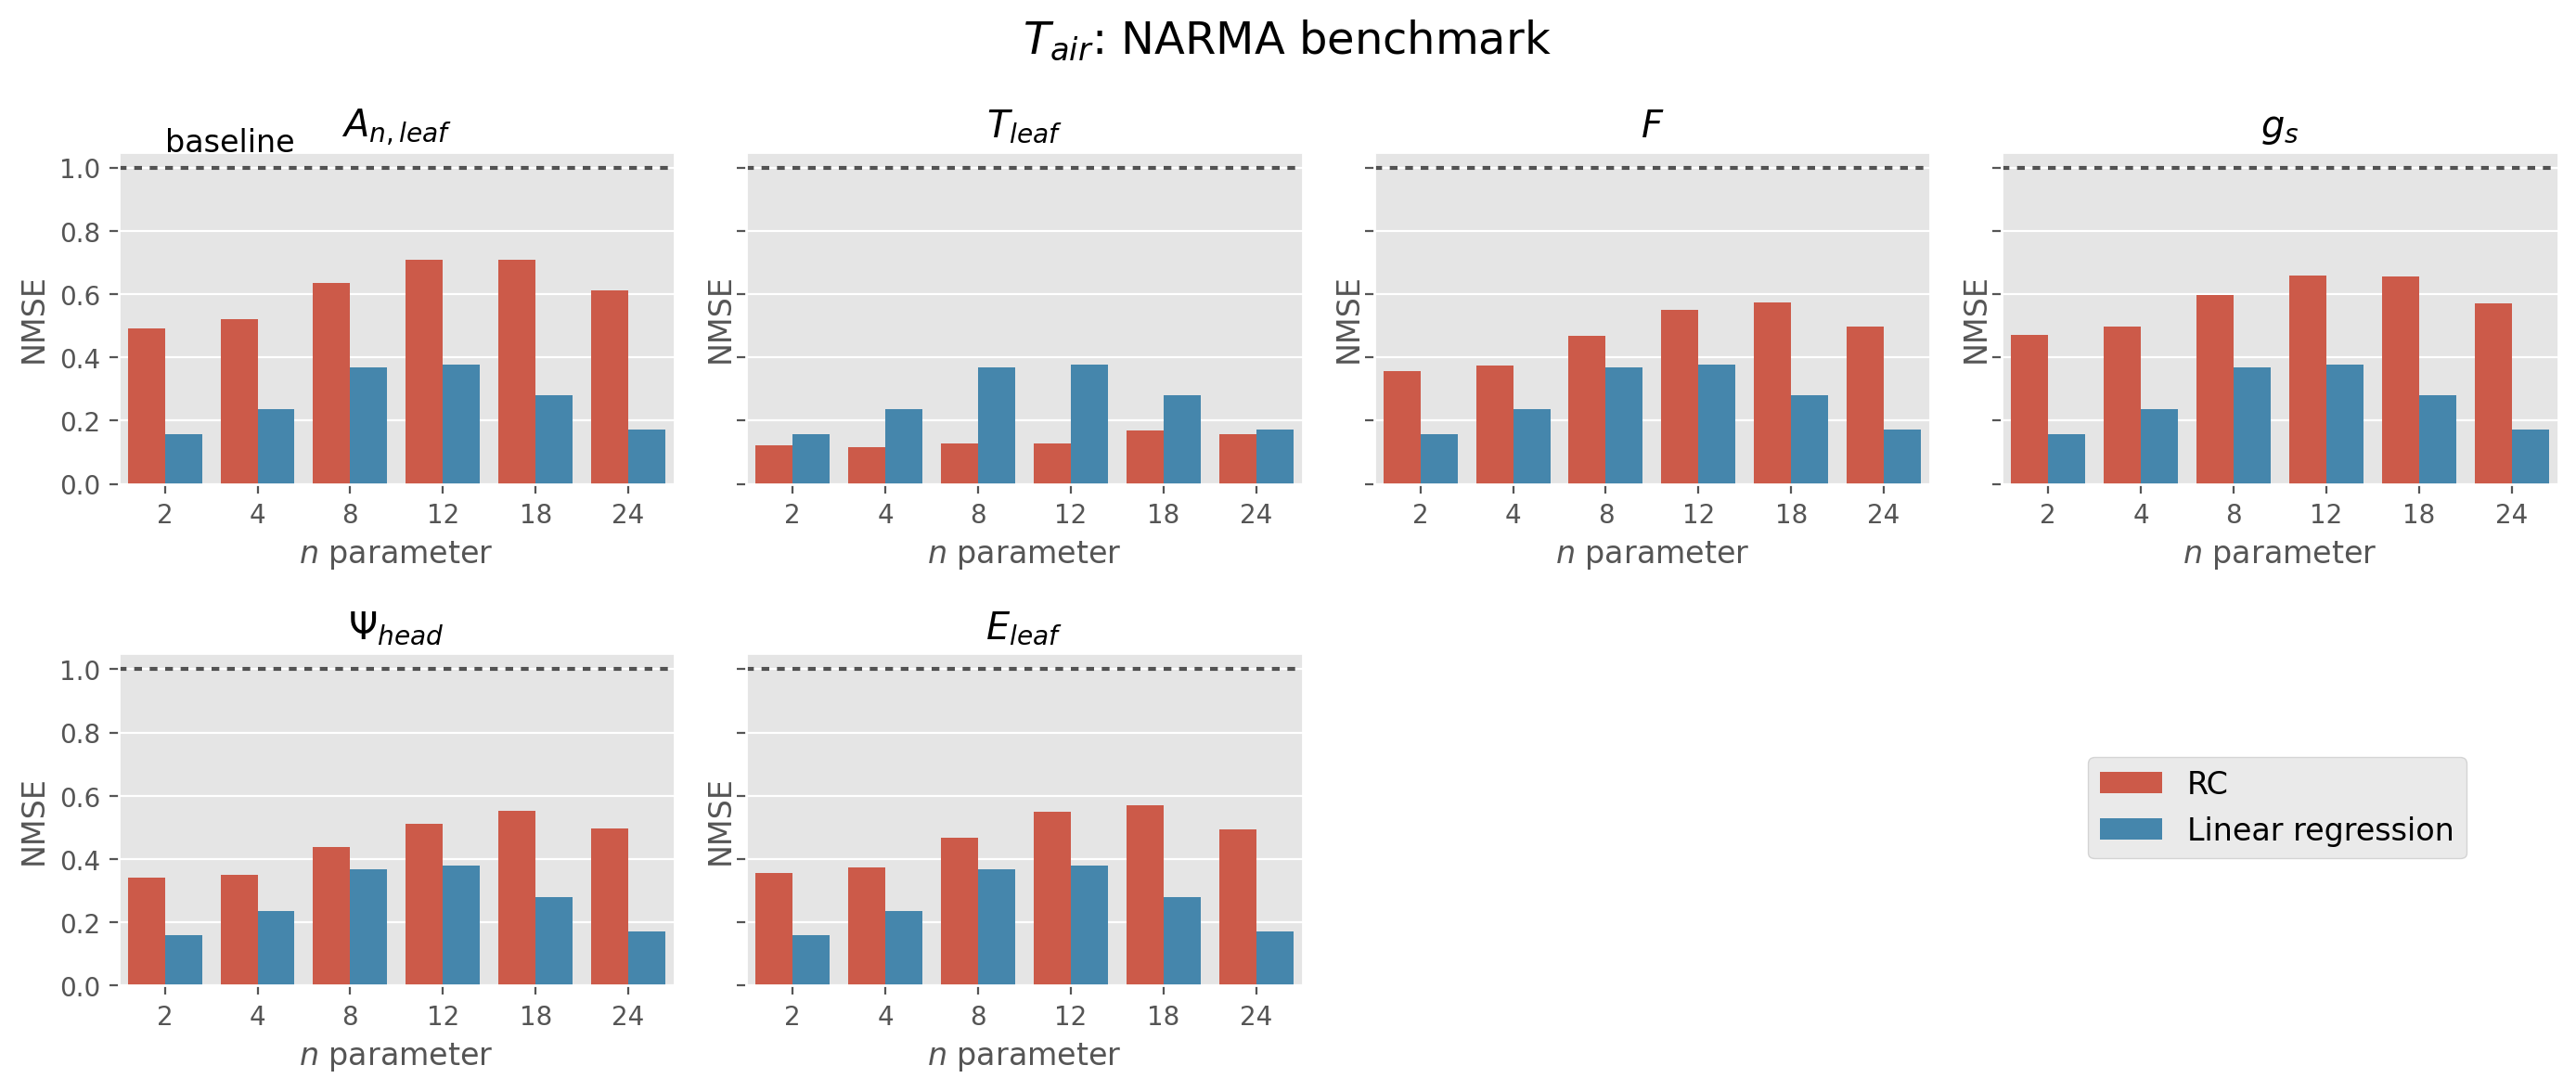 T_air: NARMA benchmark
baseline
A_n,leaf
T_leaf
F
g_s
1.0
0.8
0.6
0.4
0.2
0.0
NMSE
NMSE
NMSE
NMSE
2 4 8 12 18 24
2 4 8 12 18 24
2 4 8 12 18 24
2 4 8 12 18 24
n parameter
n parameter
n parameter
n parameter
Ψ_head
E_leaf
1.0
0.8
0.6
0.4
0.2
0.0
NMSE
NMSE
RC
Linear regression
2 4 8 12 18 24
2 4 8 12 18 24
n parameter
n parameter